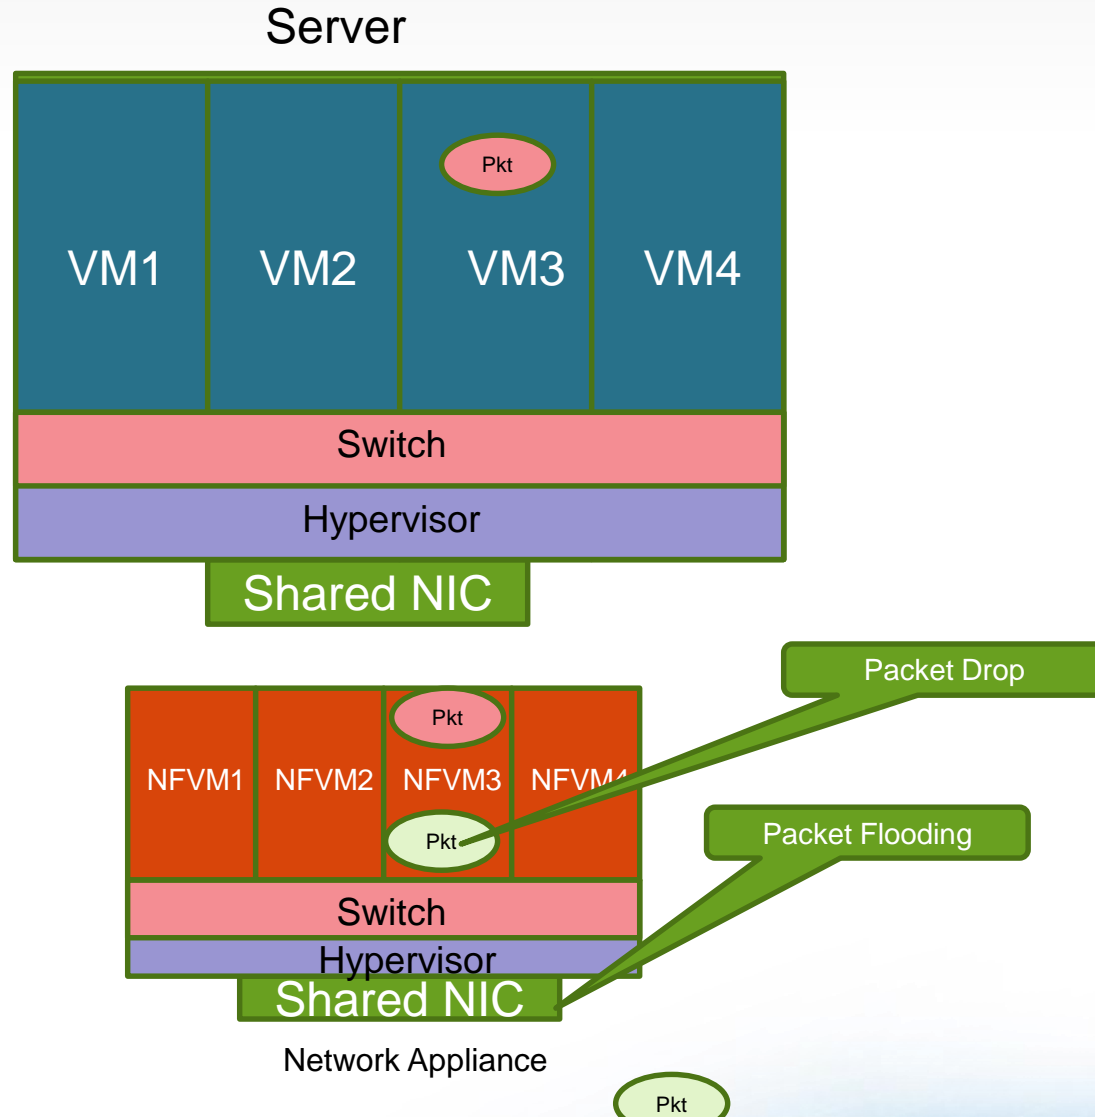 Server
Pkt
VM1
VM2
VM3
VM4
Switch
Hypervisor
Shared NIC
Packet Drop
Pkt
NFVM1
NFVM2
NFVM3
NFVM4
Pkt
Packet Flooding
Switch
Hypervisor
Shared NIC
Network Appliance
Pkt